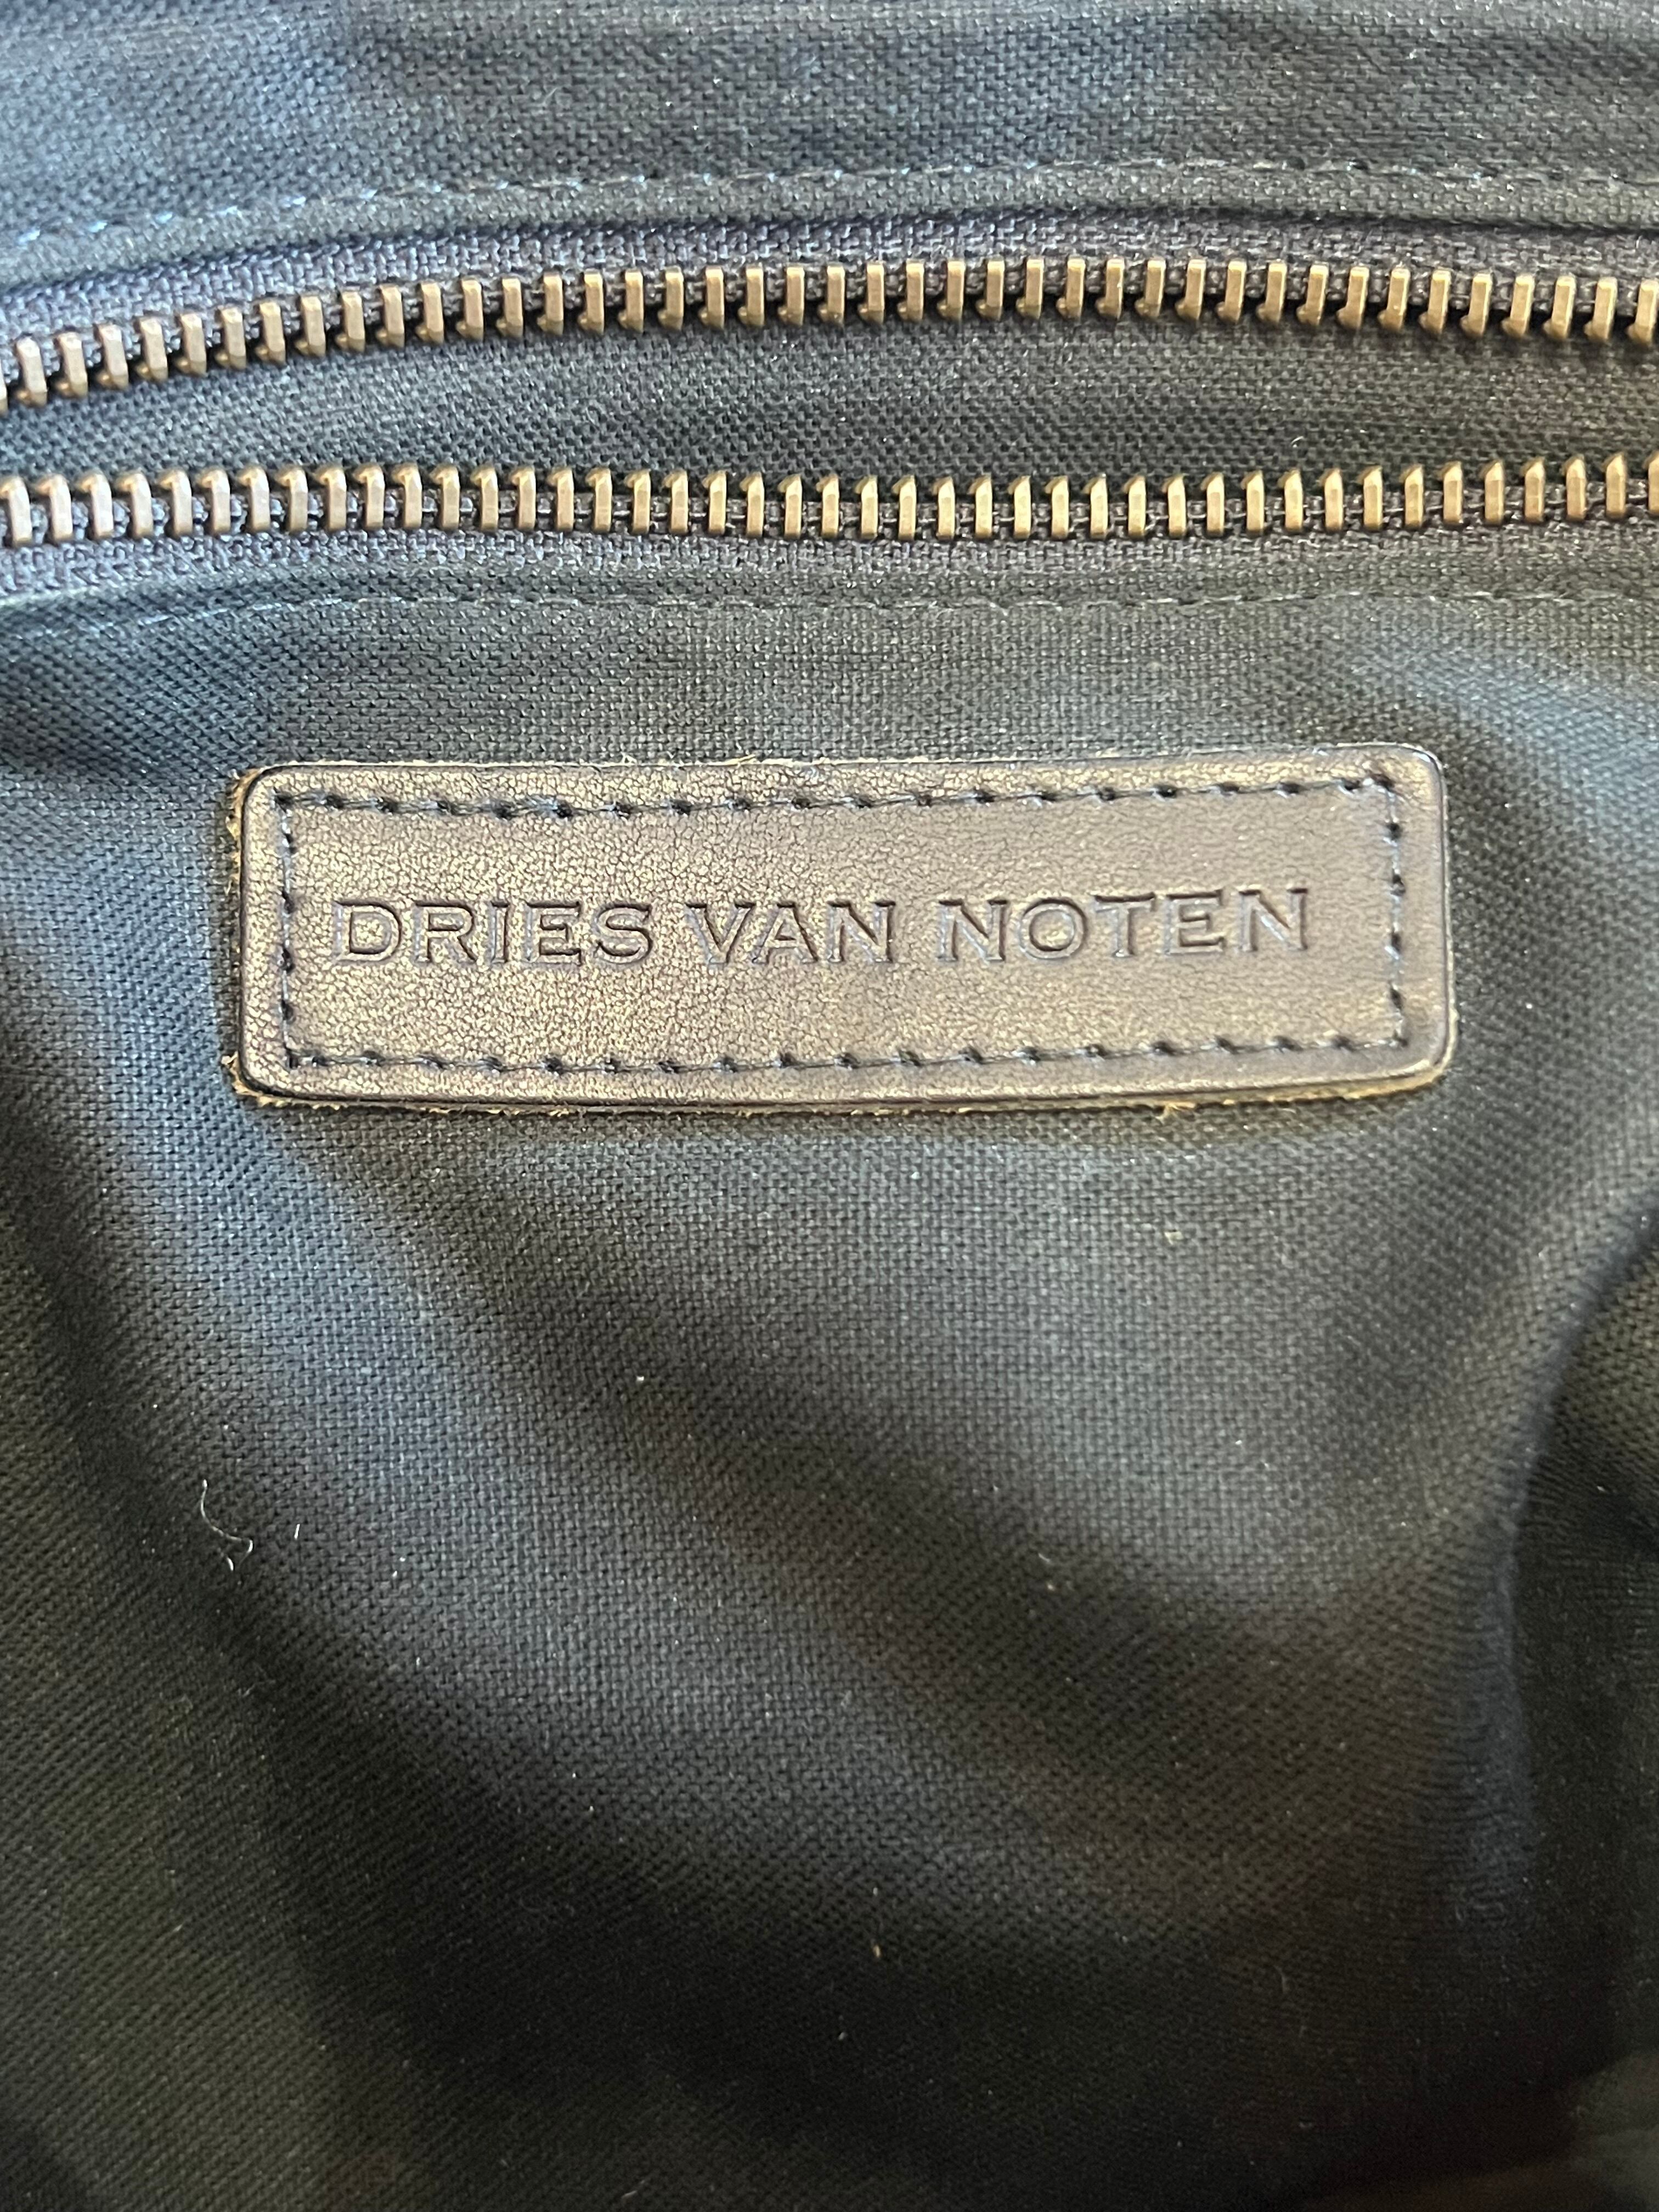 DRIES VAN NOTEN